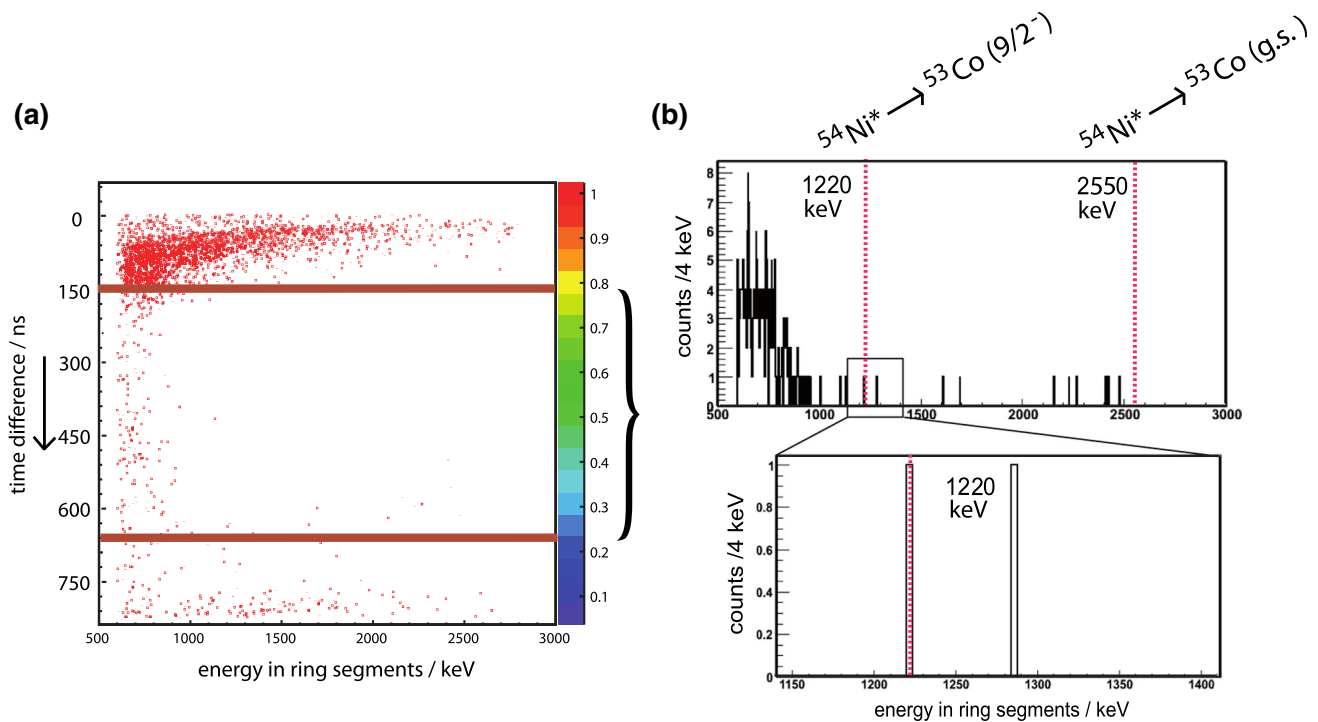 (a)
0
150
300
450
600
750
time difference / ns
500 1000 1500 2000 2500 3000
energy in ring segments / keV
1
0.9
0.8
0.7
0.6
0.5
0.4
0.3
0.2
0.1
(b)
⁵⁴Ni* → ⁵³Co (9/2⁻)
⁵⁴Ni* → ⁵³Co (g.s.)
1220
keV
2550
keV
8
7
6
5
4
3
2
1
0
counts /4 keV
500 1000 1500 2000 2500 3000
1
0.8
0.6
0.4
0.2
0
counts /4 keV
1220
keV
1150 1200 1250 1300 1350 1400
energy in ring segments / keV